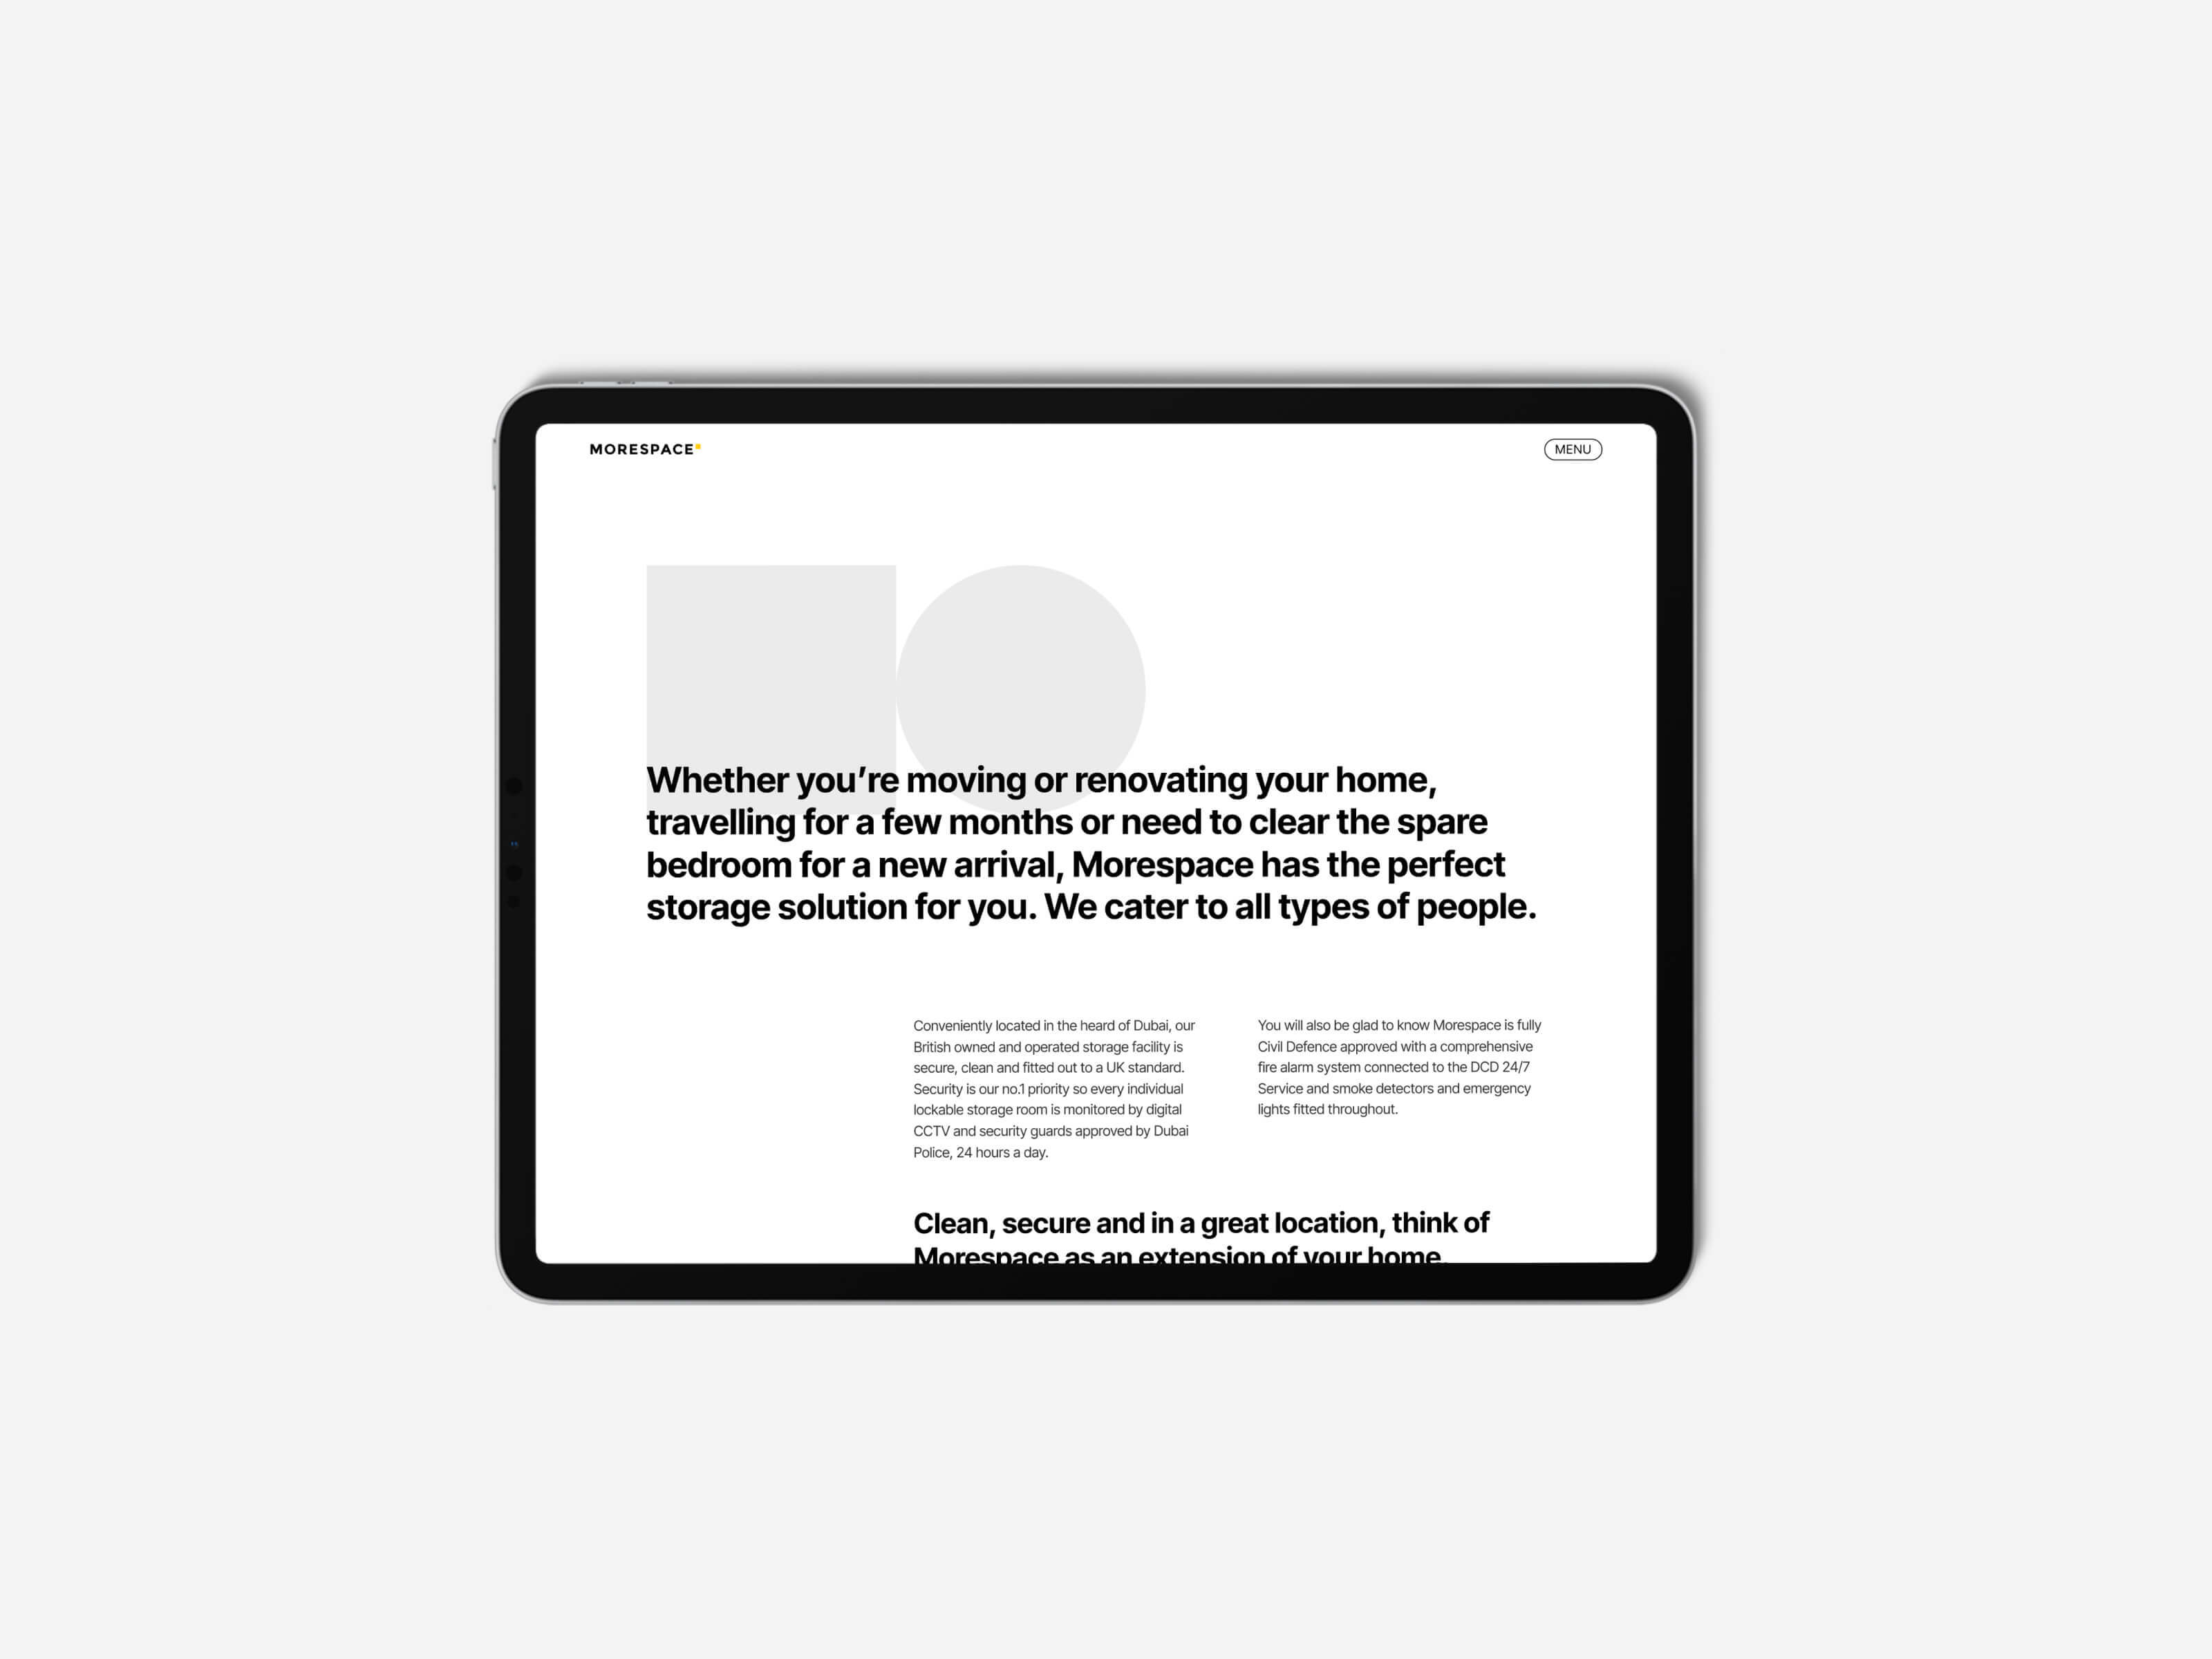 MORESPACE
MENU
Whether you’re moving or renovating your home,
travelling for a few months or need to clear the spare
bedroom for a new arrival, Morespace has the perfect
storage solution for you. We cater to all types of people.
Conveniently located in the heard of Dubai, our
British owned and operated storage facility is
secure, clean and fitted out to a UK standard.
Security is our no.1 priority so every individual
lockable storage room is monitored by digital
CCTV and security guards approved by Dubai
Police, 24 hours a day.
You will also be glad to know Morespace is fully
Civil Defence approved with a comprehensive
fire alarm system connected to the DCD 24/7
Service and smoke detectors and emergency
lights fitted throughout.
Clean, secure and in a great location, think of
Morespace as an extension of your home.